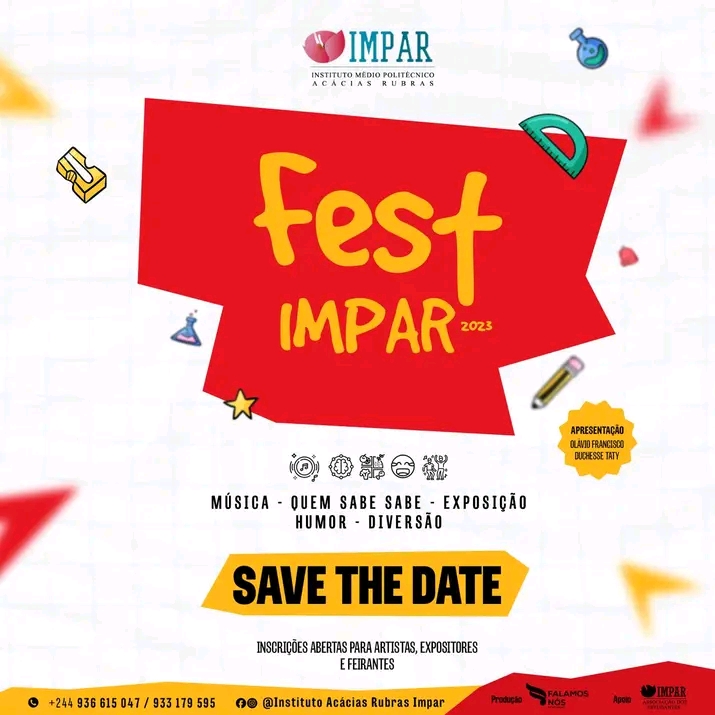 IMPAR
INSTITUTO MÉDIO POLITÉCNICO
ACÁCIAS RUBRAS
Fest
IMPAR 2023
APRESENTAÇÃO
OLÁVIO FRANCISCO
DUCHESSE TATY
MÚSICA - QUEM SABE SABE - EXPOSIÇÃO
HUMOR - DIVERSÃO
SAVE THE DATE
INSCRIÇÕES ABERTAS PARA ARTISTAS, EXPOSITORES
E FEIRANTES
+244 936 615 047 / 933 179 595
@Instituto Acácias Rubras Impar
Produção
FALAMOS
NÓS
Apoio
IMPAR